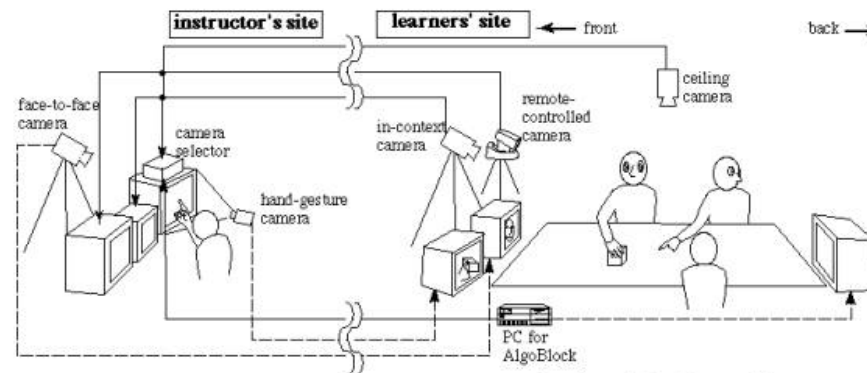 instructor's site
learners' site
front
back
face-to-face
camera
camera
selector
hand-gesture
camera
in-context
camera
remote-
controlled
camera
ceiling
camera
PC for
AlgoBlock